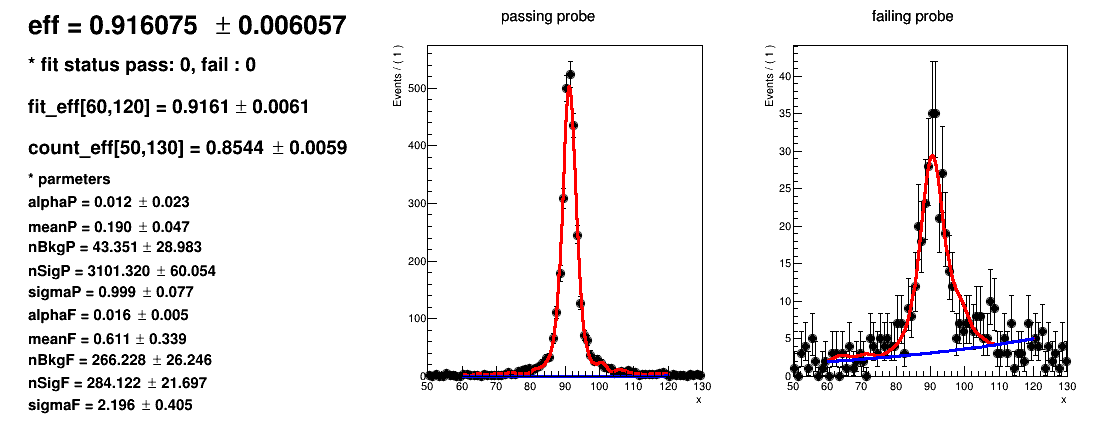 eff = 0.916075 ± 0.006057
* fit status pass: 0, fail : 0
fit_eff[60,120] = 0.9161 ± 0.0061
count_eff[50,130] = 0.8544 ± 0.0059
* parmeters
alphaP = 0.012 ± 0.023
meanP = 0.190 ± 0.047
nBkgP = 43.351 ± 28.983
nSigP = 3101.320 ± 60.054
sigmaP = 0.999 ± 0.077
alphaF = 0.016 ± 0.005
meanF = 0.611 ± 0.339
nBkgF = 266.228 ± 26.246
nSigF = 284.122 ± 21.697
sigmaF = 2.196 ± 0.405
passing probe
Events / ( 1 )
500
400
300
200
100
0
50 60 70 80 90 100 110 120 130
x
failing probe
Events / ( 1 )
40
35
30
25
20
15
10
5
0
50 60 70 80 90 100 110 120 130
x